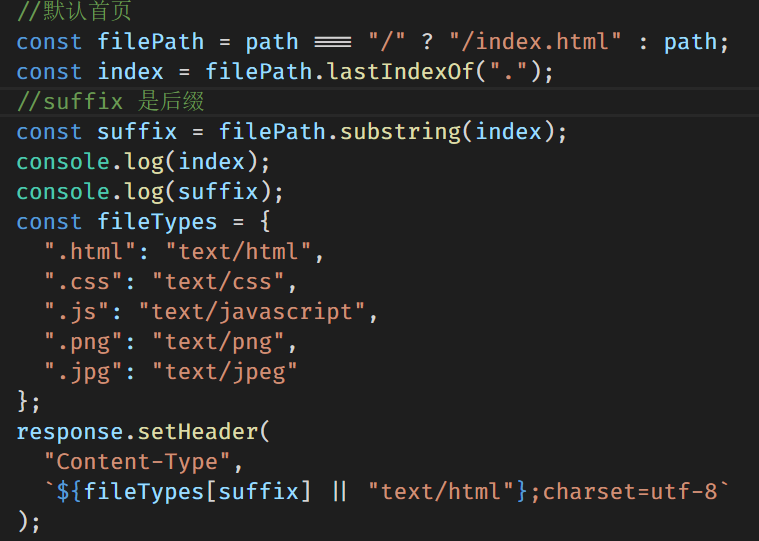 //默认首页
const filePath = path === "/" ? "/index.html" : path;
const index = filePath.lastIndexOf(".");
//suffix 是后缀
const suffix = filePath.substring(index);
console.log(index);
console.log(suffix);
const fileTypes = {
  ".html": "text/html",
  ".css": "text/css",
  ".js": "text/javascript",
  ".png": "text/png",
  ".jpg": "text/jpeg"
};
response.setHeader(
  "Content-Type",
  `${fileTypes[suffix] || "text/html"};charset=utf-8`
);